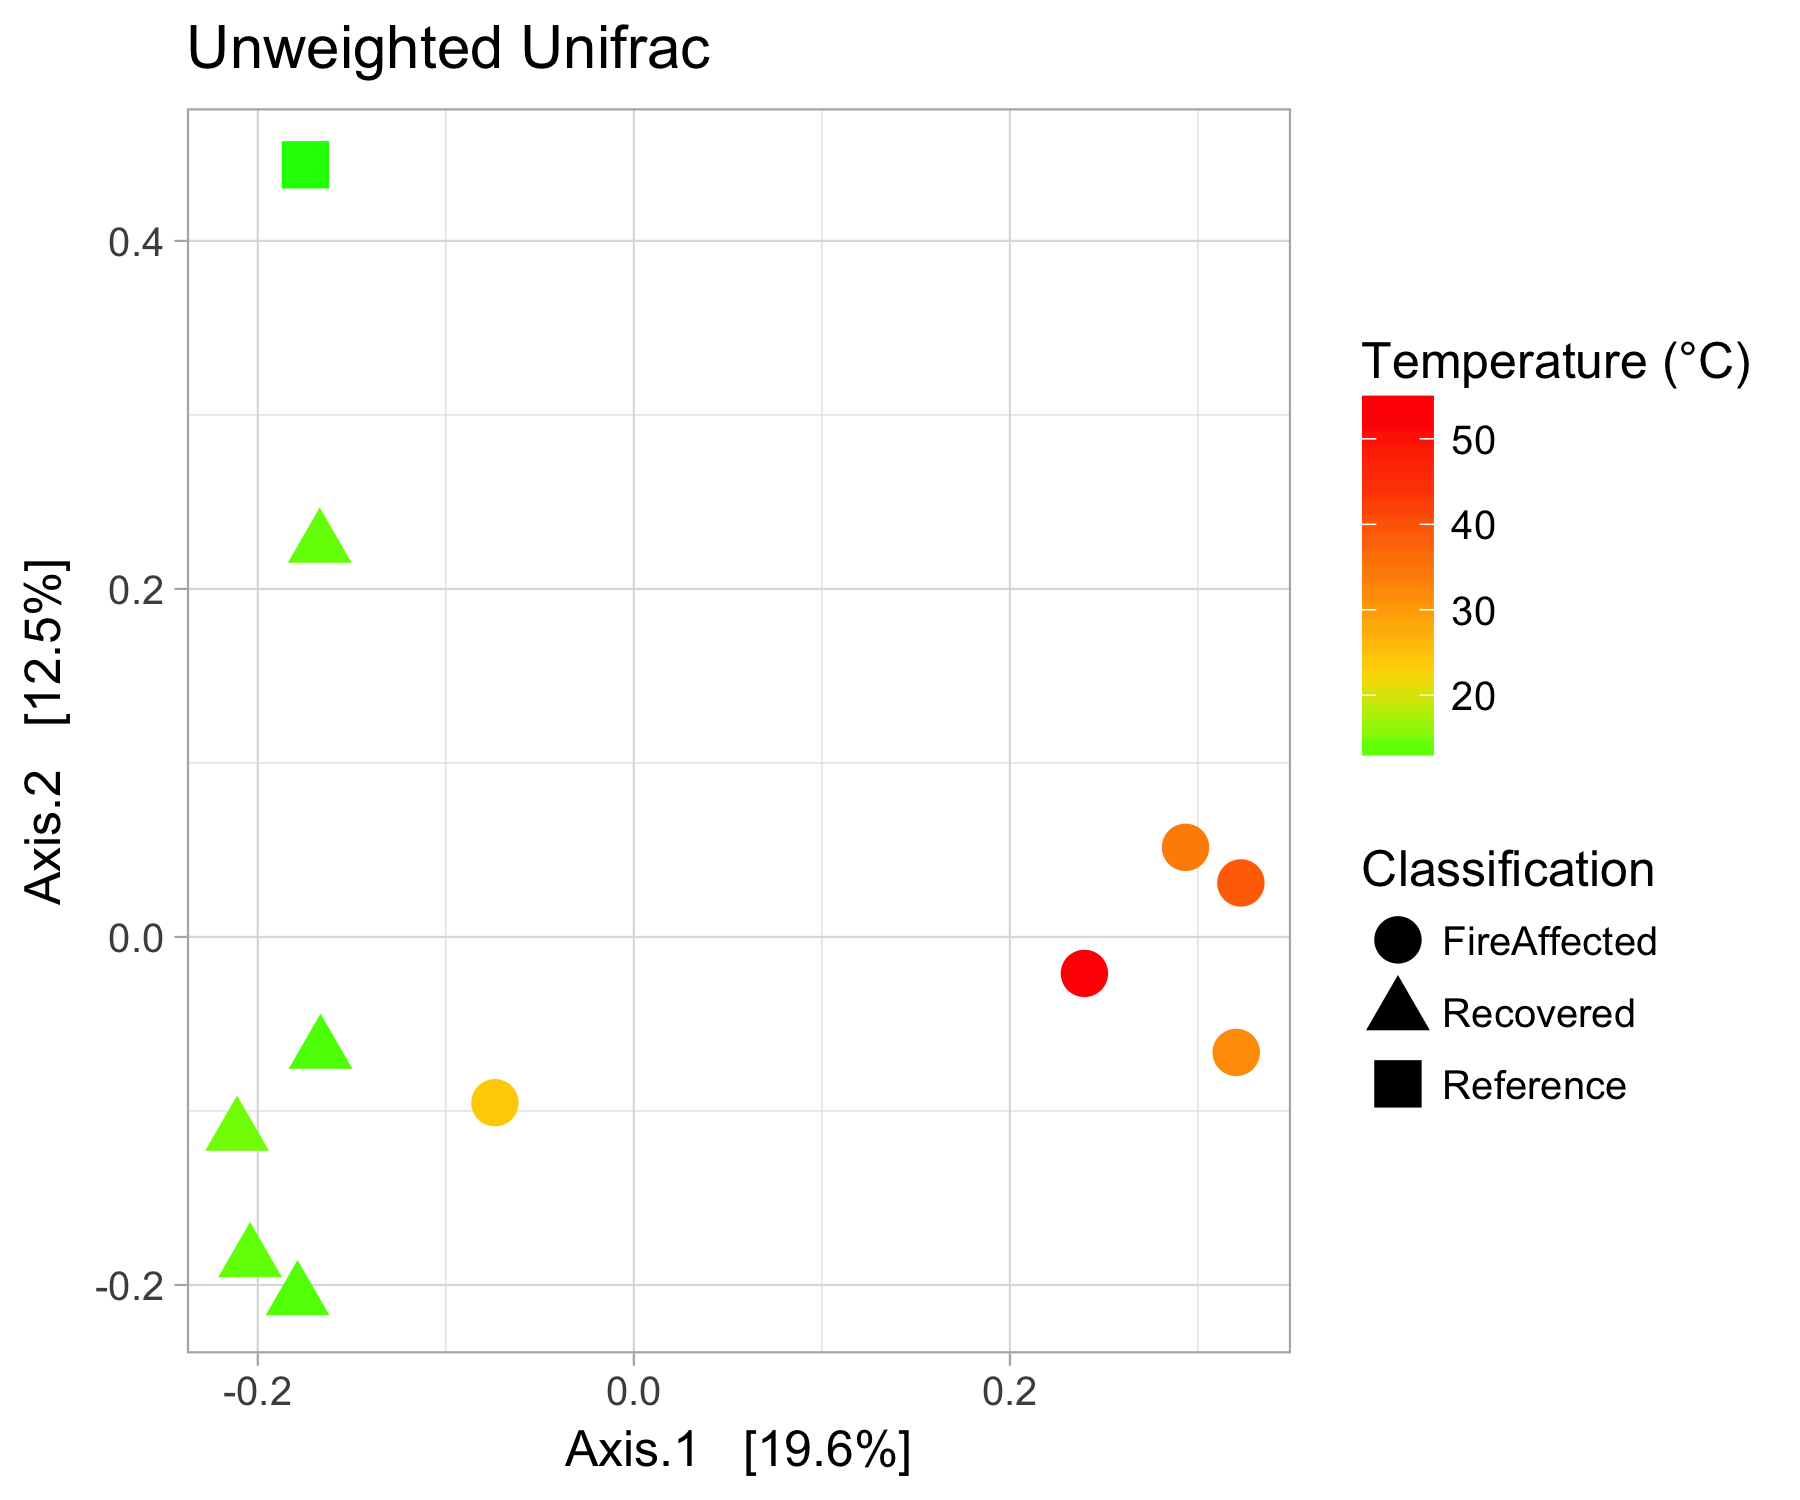 Unweighted Unifrac
0.4
0.2
0.0
-0.2
Axis.2 [12.5%]
-0.2
0.0
0.2
Axis.1 [19.6%]
Temperature (°C)
50
40
30
20
Classification
FireAffected
Recovered
Reference